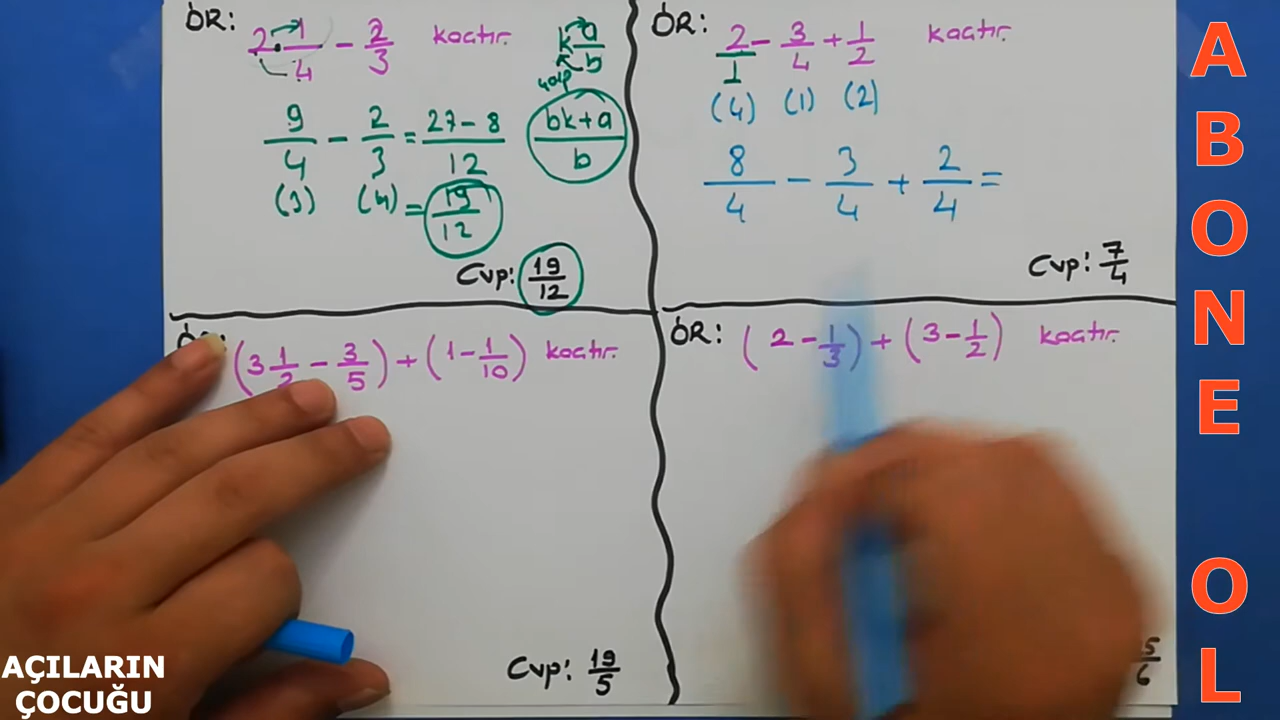 ÖR: 2 1/4 - 2/3 kaçtır.
k a/b
9/4 - 2/3 = 27-8/12
bk+a/b
(3) (4) = 19/12
Cvp: 19/12
ÖR: 2/1 - 3/4 + 1/2 kaçtır.
(4) (1) (2)
8/4 - 3/4 + 2/4 =
Cvp: 7/4
ÖR: (3 1/2 - 3/5) + (1 - 1/10) kaçtır.
Cvp: 19/5
ÖR: (2 - 1/3) + (3 - 1/2) kaçtır.
5/6
ABONE
OL
AÇILARIN
ÇOCUĞU